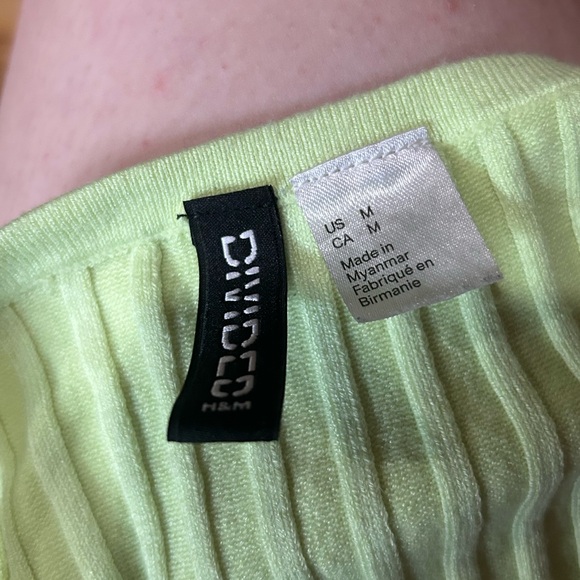 DIVIDED
H&M
US M
CA M
Made in
Myanmar
Fabriqué en
Birmanie